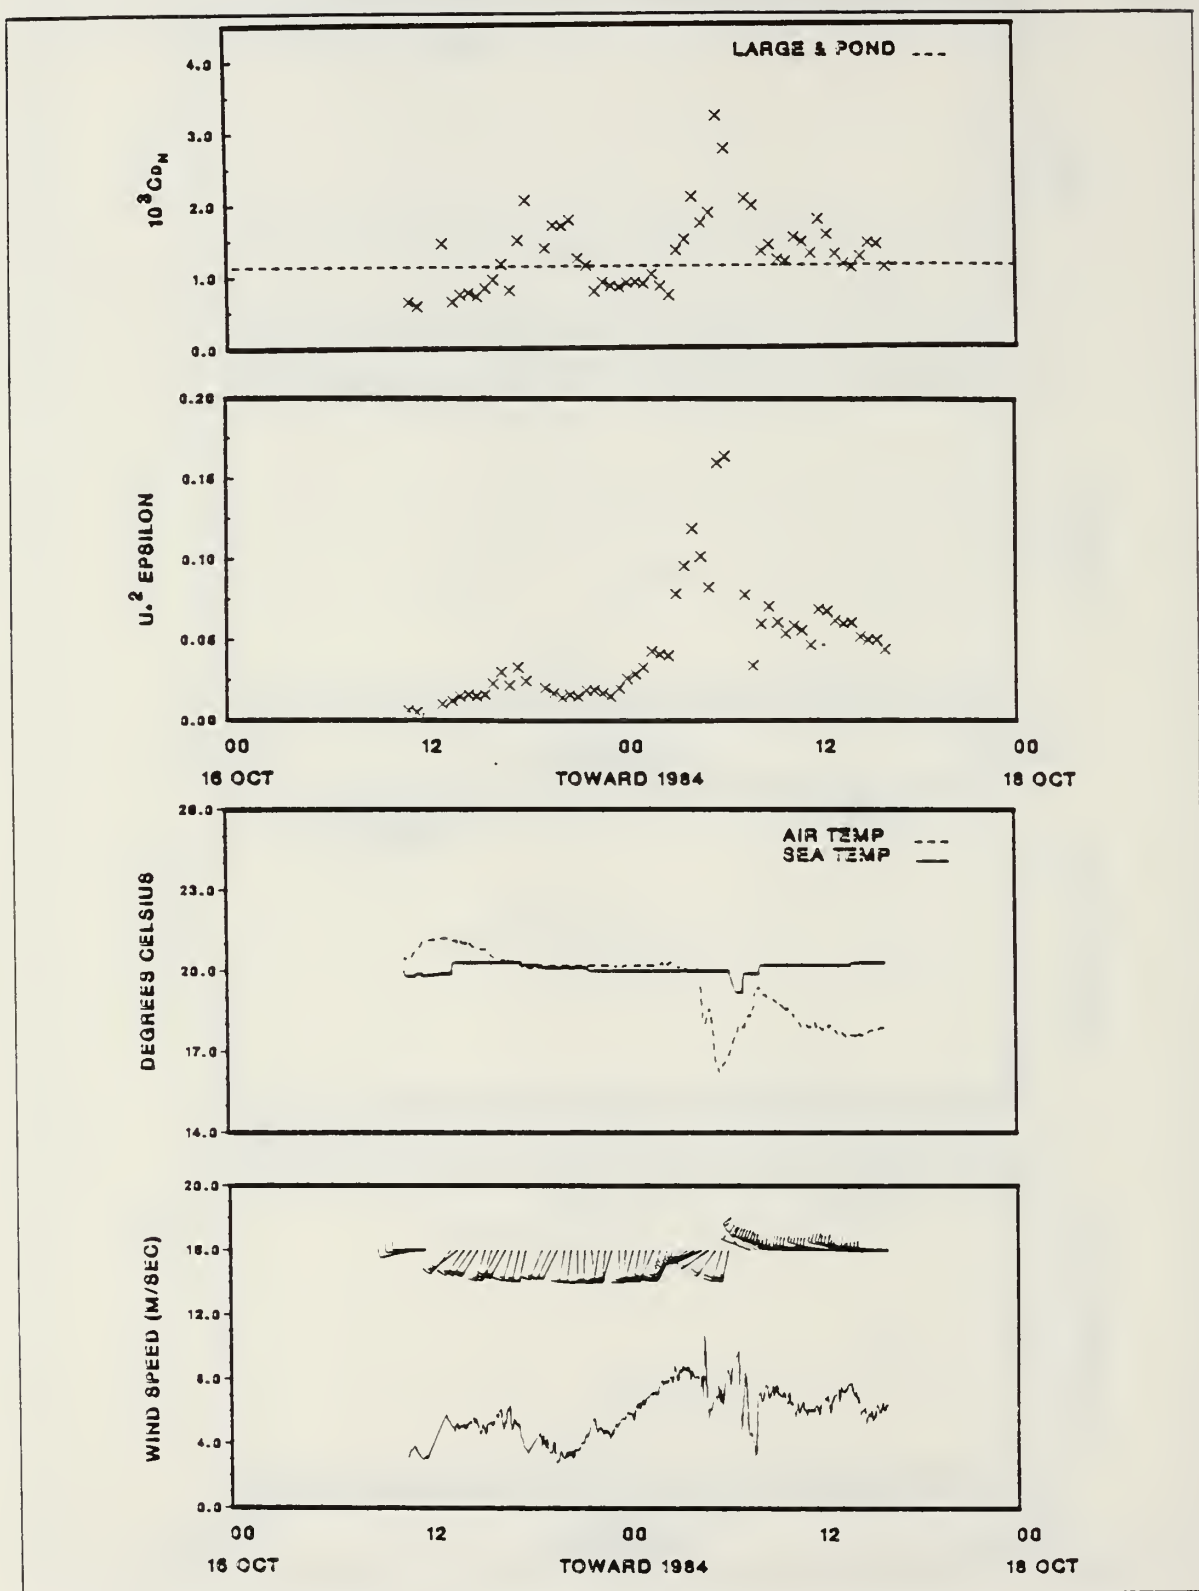 LARGE & POND ----
4.0
3.0
2.0
1.0
0.0
10³CDN
0.20
0.15
0.10
0.05
0.00
U.² EPSILON
00 12 00 12 00
16 OCT TOWARD 1984 18 OCT
26.0
23.0
20.0
17.0
14.0
DEGREES CELSIUS
AIR TEMP ----
SEA TEMP
20.0
16.0
12.0
8.0
4.0
0.0
WIND SPEED (M/SEC)
00 12 00 12 00
16 OCT TOWARD 1984 18 OCT